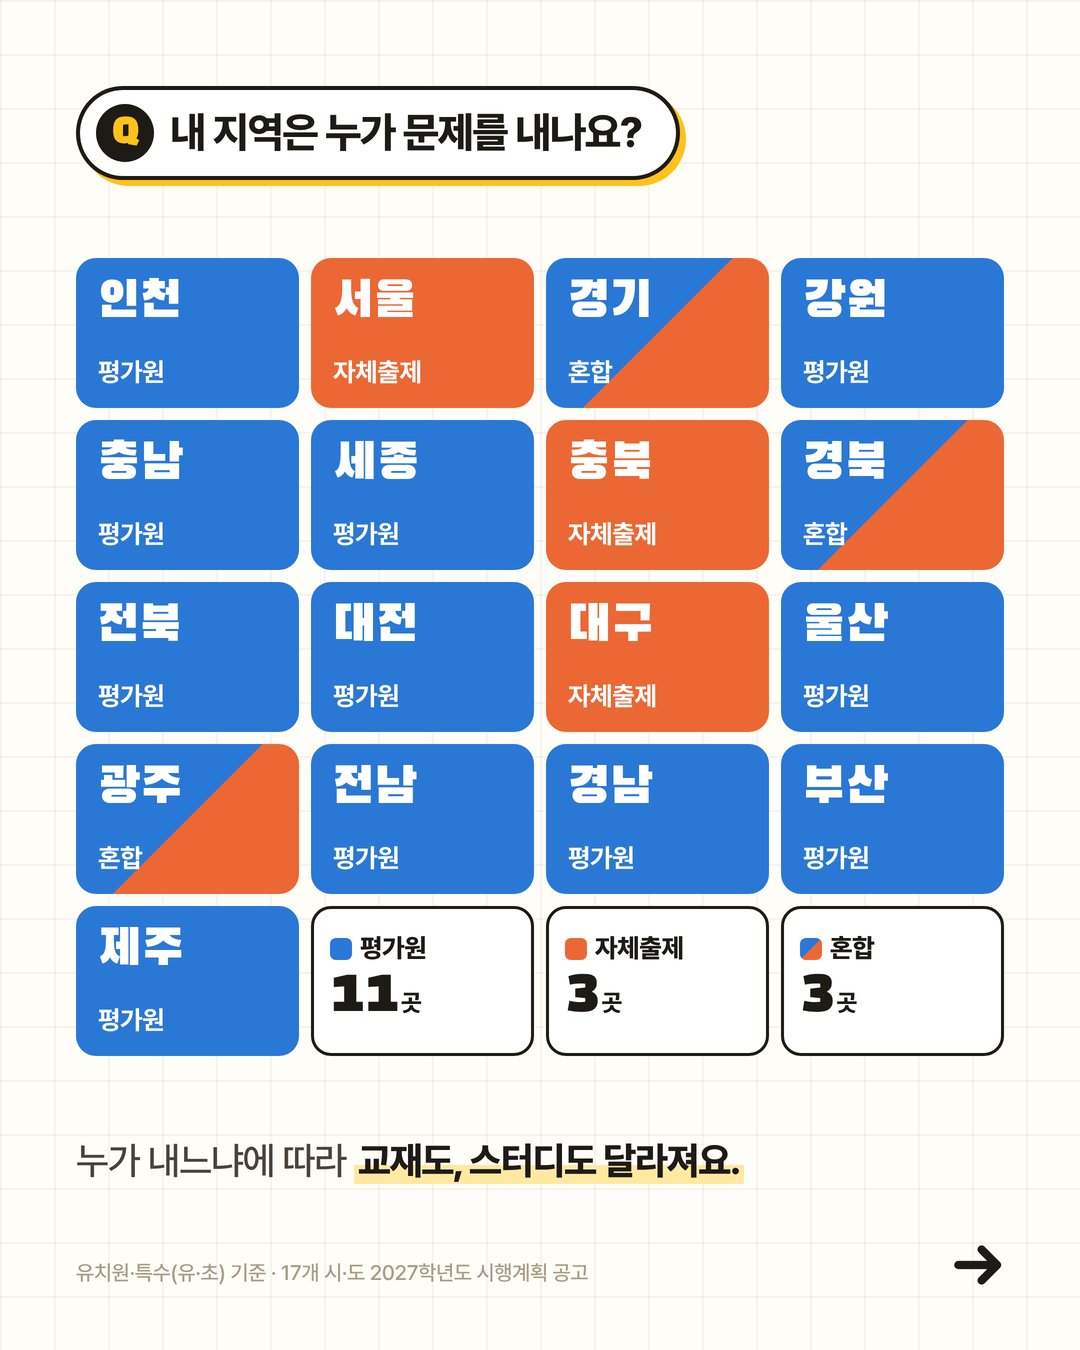 Q 내 지역은 누가 문제를 내나요?
인천 서울 경기 강원
평가원 자체출제 혼합 평가원
충남 세종 충북 경북
평가원 평가원 자체출제 혼합
전북 대전 대구 울산
평가원 평가원 자체출제 평가원
광주 전남 경남 부산
혼합 평가원 평가원 평가원
제주
평가원
평가원 자체출제 혼합
11곳 3곳 3곳
누가 내느냐에 따라 교재도, 스터디도 달라져요.
유치원·특수(유·초) 기준 · 17개 시·도 2027학년도 시행계획 공고